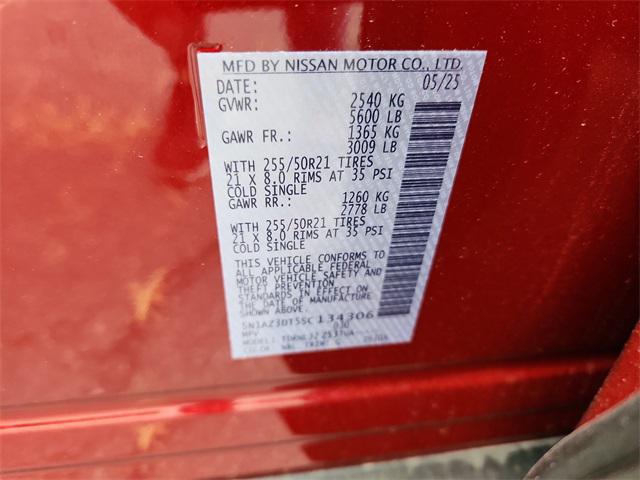 MFD BY NISSAN MOTOR CO., LTD.
DATE: 05/25
GVWR: 2540 KG
5600 LB
GAWR FR.: 1365 KG
3009 LB
WITH 255/50R21 TIRES
21 X 8.0 RIMS AT 35 PSI
COLD SINGLE
GAWR RR.: 1260 KG
2778 LB
WITH 255/50R21 TIRES
21 X 8.0 RIMS AT 35 PSI
COLD SINGLE
THIS VEHICLE CONFORMS TO
ALL APPLICABLE FEDERAL
MOTOR VEHICLE SAFETY AND
THEFT PREVENTION
STANDARDS IN EFFECT ON
THE DATE OF MANUFACTURE
SHOWN ABOVE.
134306
MPV
MODEL:
COLOR: TRIM: G